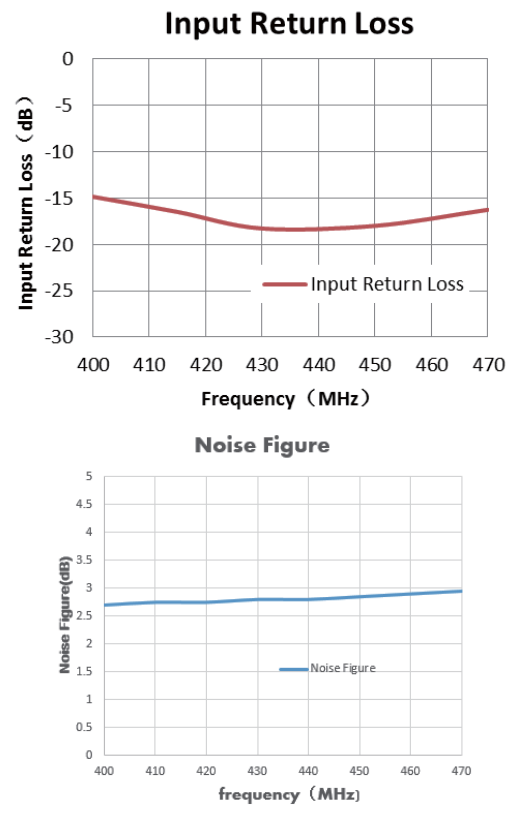 Input Return Loss
0
-5
-10
-15
-20
-25
-30
Input Return Loss（dB）
Input Return Loss
400 410 420 430 440 450 460 470
Frequency（MHz）
Noise Figure
5
4.5
4
3.5
3
2.5
2
1.5
1
0.5
0
Noise Figure(dB)
Noise Figure
400 410 420 430 440 450 460 470
frequency（MHz)